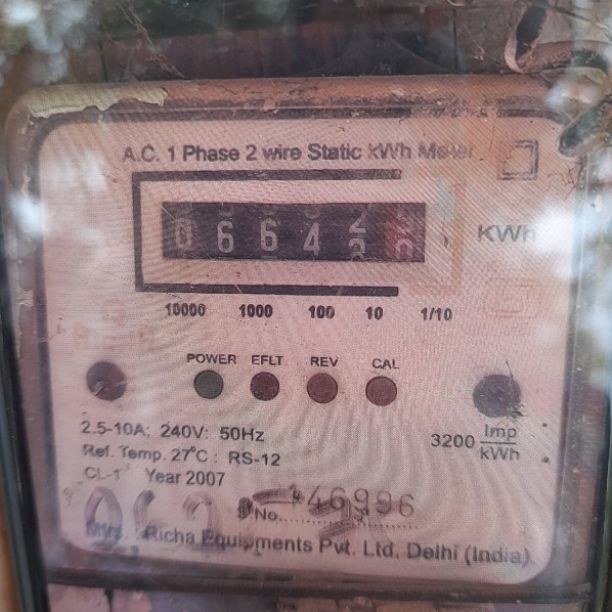 A.C. 1 Phase 2 wire Static kWh Meter
0 6 6 4
KWh
10000 1000 100 10 1/10
POWER EFLT REV CAL
2.5-10A; 240V: 50Hz
3200 Imp
kWh
Ref. Temp. 27°C : RS-12
CL-1 Year 2007
S.No. 146996
Mfrs. Richa Equipments Pvt. Ltd, Delhi (India)